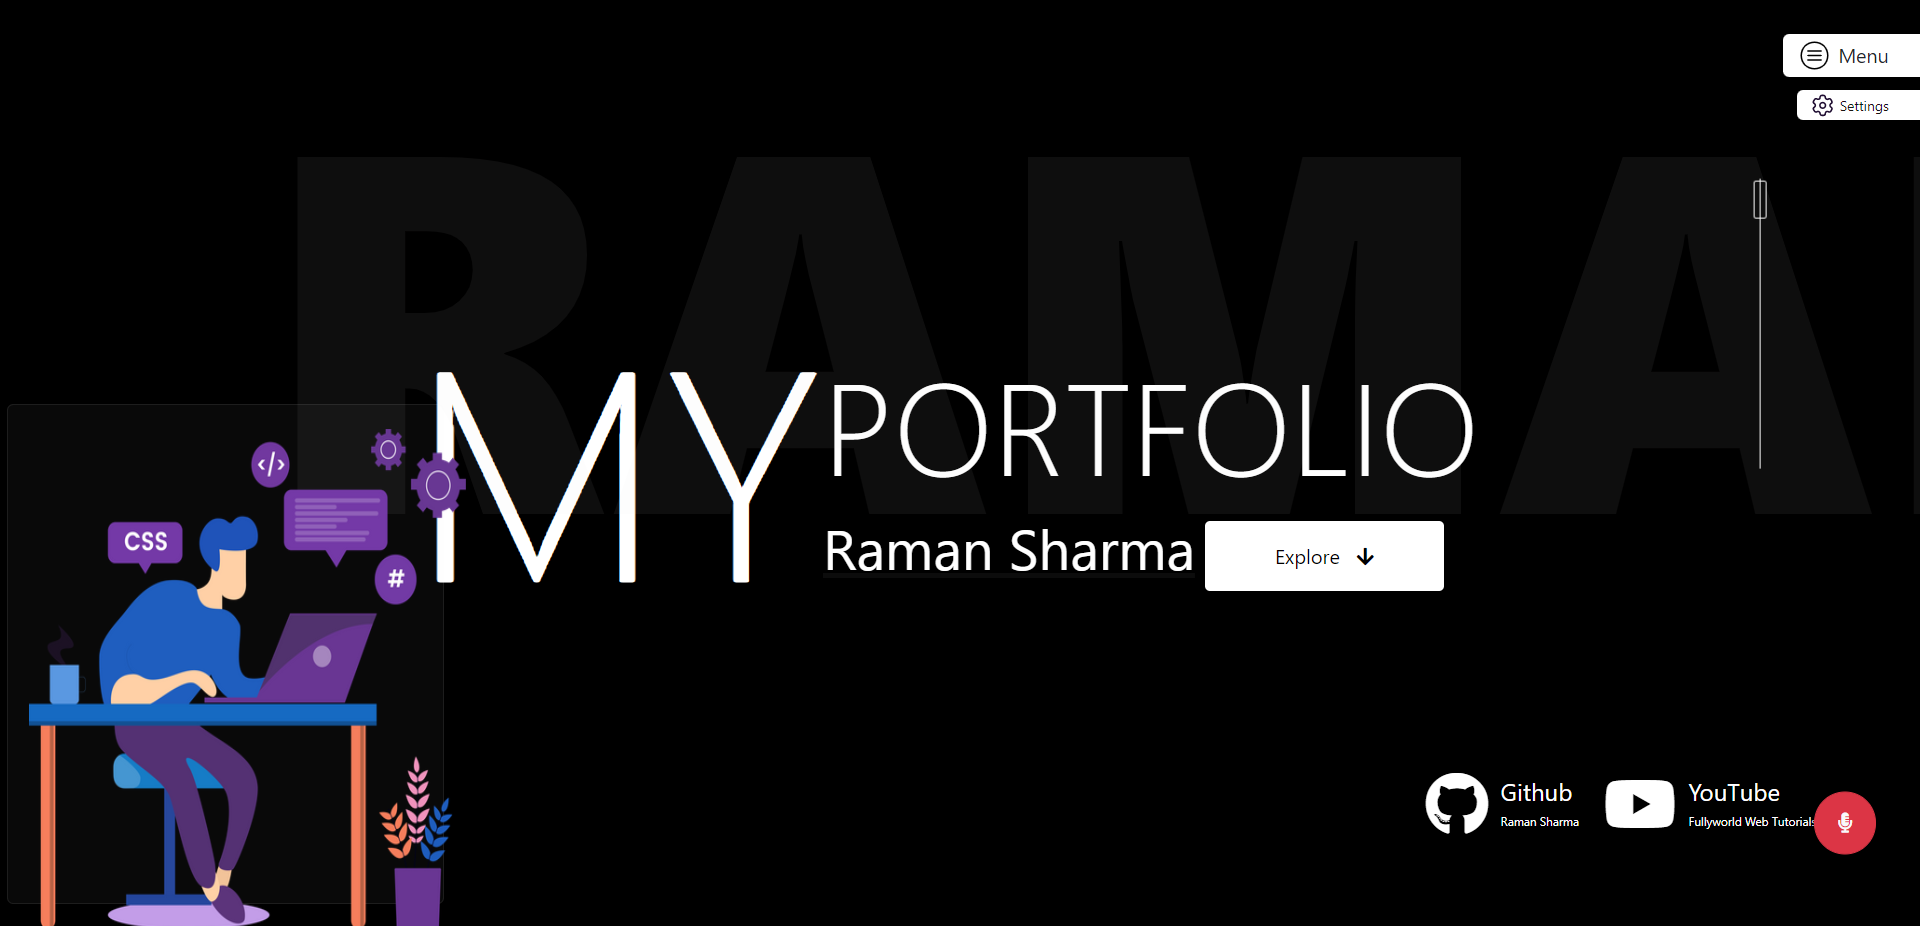 Menu
Settings
RAMA
MY PORTFOLIO
Raman Sharma
Explore
</>
CSS
#
Github
Raman Sharma
YouTube
Fullyworld Web Tutorials